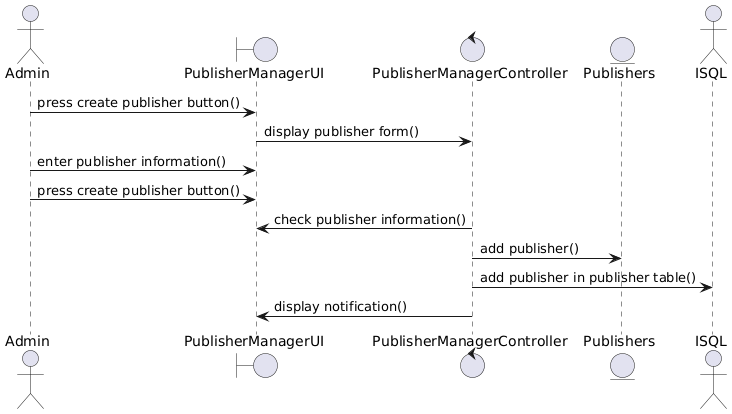 Admin PublisherManagerUI PublisherManagerController Publishers ISQL
press create publisher button()
display publisher form()
enter publisher information()
press create publisher button()
check publisher information()
add publisher()
add publisher in publisher table()
display notification()
Admin PublisherManagerUI PublisherManagerController Publishers ISQL